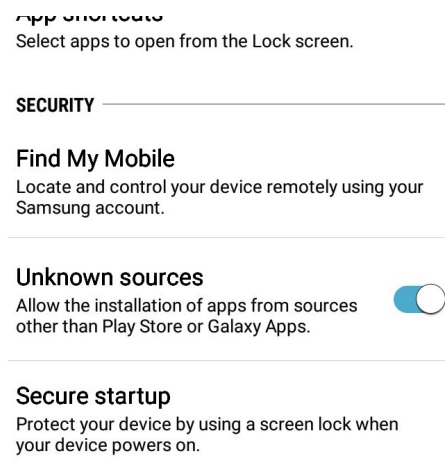 App shortcuts
Select apps to open from the Lock screen.
SECURITY
Find My Mobile
Locate and control your device remotely using your
Samsung account.
Unknown sources
Allow the installation of apps from sources
other than Play Store or Galaxy Apps.
Secure startup
Protect your device by using a screen lock when
your device powers on.